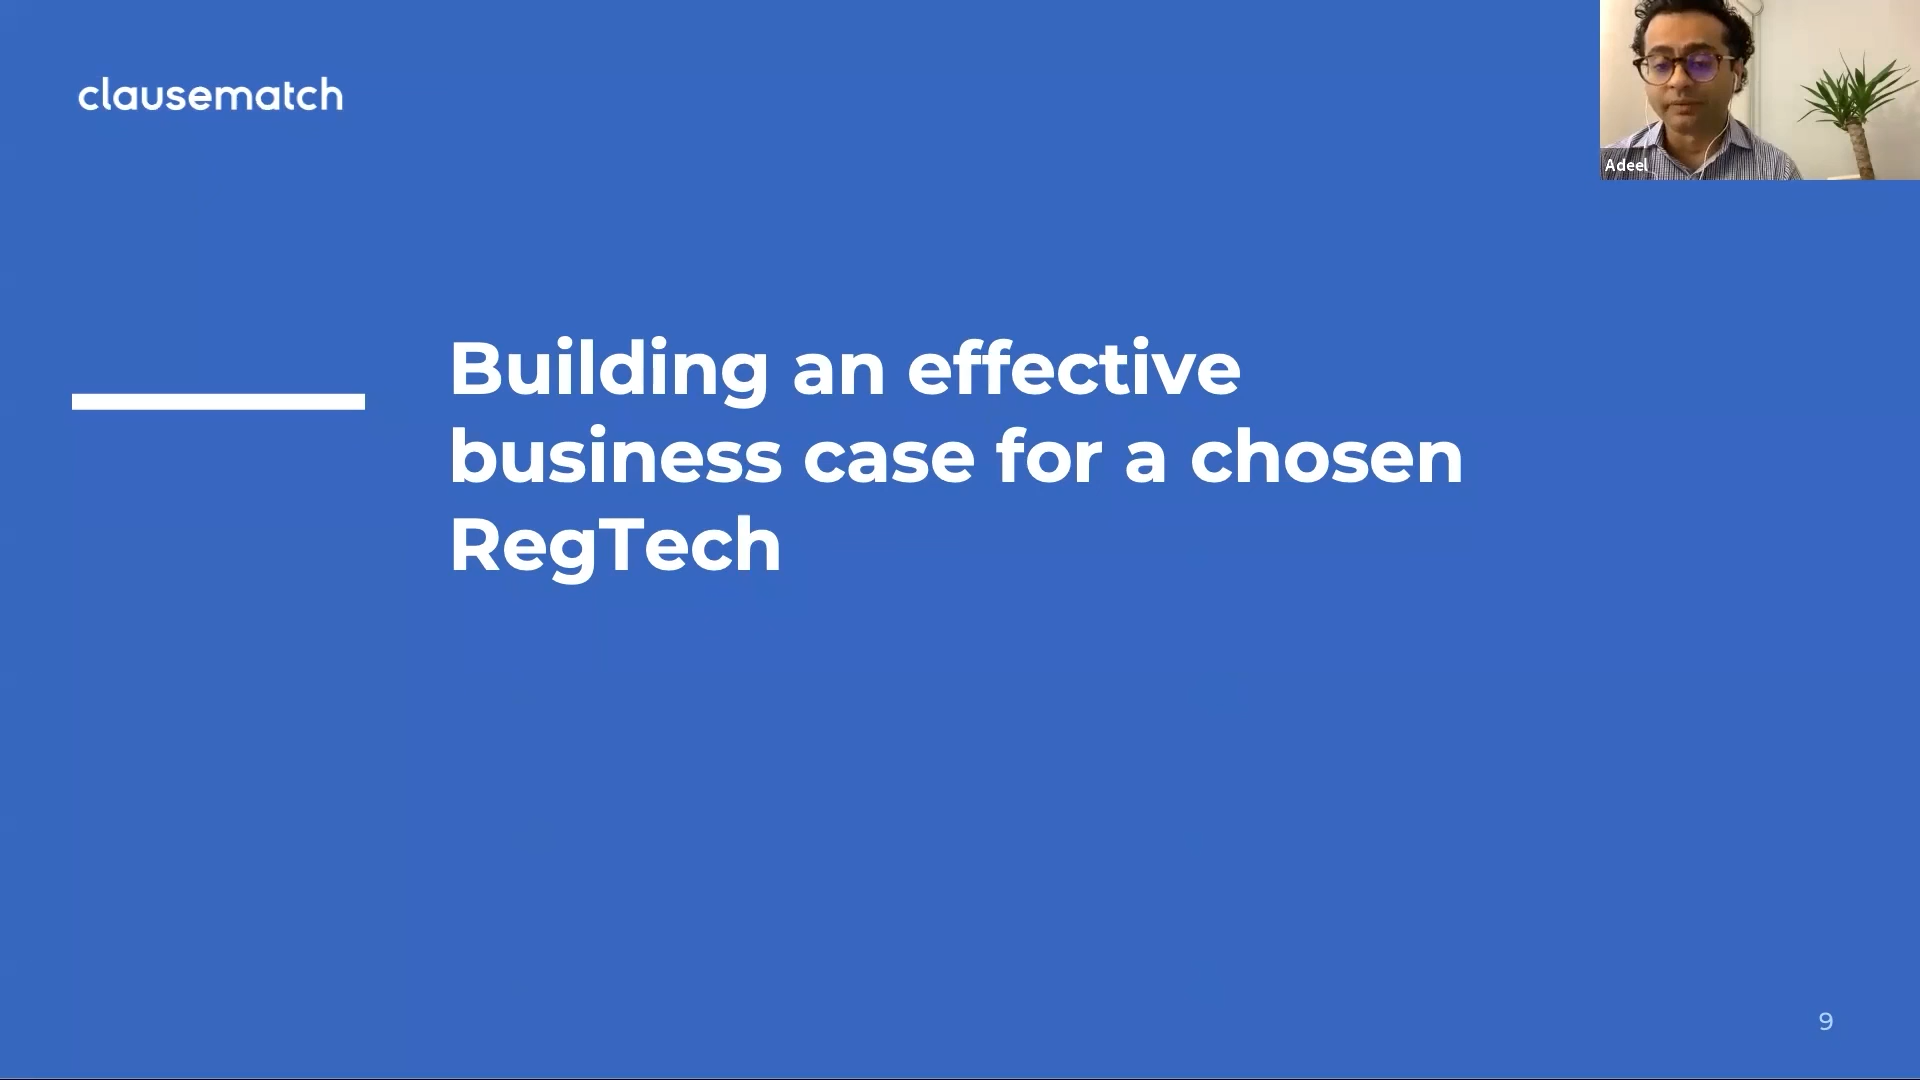 clausematch
Adeel
Building an effective
business case for a chosen
RegTech
9